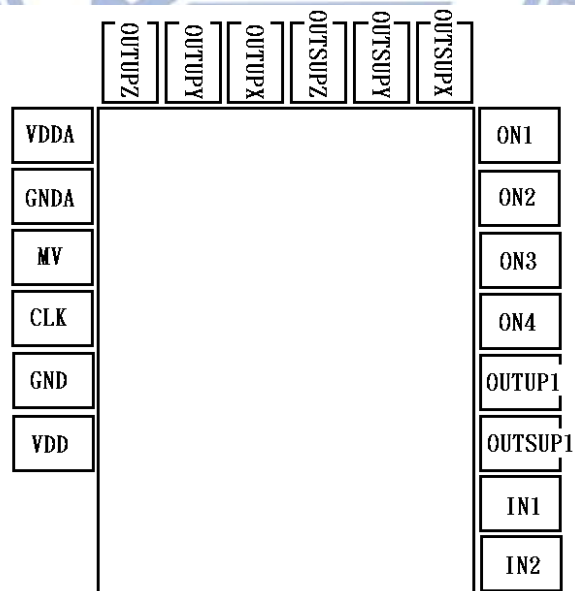 OUTUPZ
OUTUPY
OUTUPX
OUTSUPZ
OUTSUPY
OUTSUPX
VDDA
GNDA
MV
CLK
GND
VDD
ON1
ON2
ON3
ON4
OUTUP1
OUTSUP1
IN1
IN2